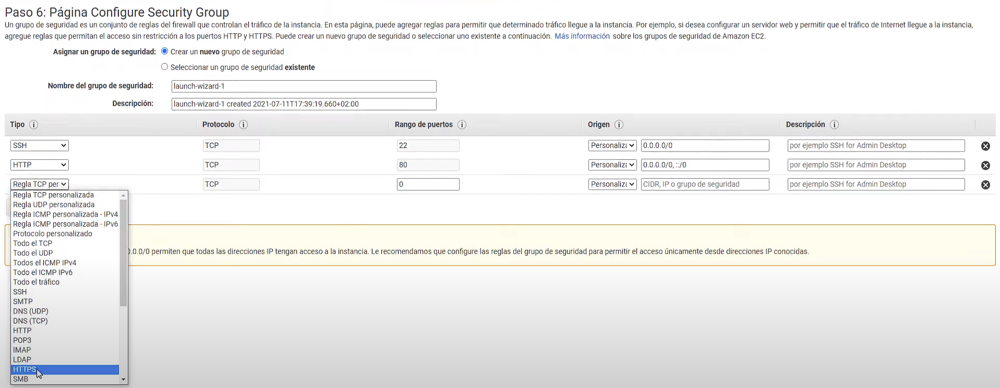 Paso 6: Página Configure Security Group
Un grupo de seguridad es un conjunto de reglas del firewall que controlan el tráfico de la instancia. En esta página, puede agregar reglas para permitir que determinado tráfico llegue a la instancia. Por ejemplo, si desea configurar un servidor web y permitir que el tráfico de Internet llegue a la instancia,
agregue reglas que permitan el acceso sin restricción a los puertos HTTP y HTTPS. Puede crear un nuevo grupo de seguridad o seleccionar uno existente a continuación. Más información sobre los grupos de seguridad de Amazon EC2.
Asignar un grupo de seguridad: Crear un nuevo grupo de seguridad
Seleccionar un grupo de seguridad existente
Nombre del grupo de seguridad: launch-wizard-1
Descripción: launch-wizard-1 created 2021-07-11T17:39:19.660+02:00
Tipo i Protocolo i Rango de puertos i Origen i Descripción i
SSH TCP 22 Personaliz 0.0.0.0/0 por ejemplo SSH for Admin Desktop
HTTP TCP 80 Personaliz 0.0.0.0/0, ::/0 por ejemplo SSH for Admin Desktop
Regla TCP per TCP 0 Personaliz CIDR, IP o grupo de seguridad por ejemplo SSH for Admin Desktop
Regla TCP personalizada
Regla UDP personalizada
Regla ICMP personalizada - IPv4
Regla ICMP personalizada - IPv6
Protocolo personalizado
Todo el TCP
.0.0/0 permiten que todas las direcciones IP tengan acceso a la instancia. Le recomendamos que configure las reglas del grupo de seguridad para permitir el acceso únicamente desde direcciones IP conocidas.
Todo el UDP
Todos el ICMP IPv4
Todo el ICMP IPv6
Todo el tráfico
SSH
SMTP
DNS (UDP)
DNS (TCP)
HTTP
POP3
IMAP
LDAP
HTTPS
SMB